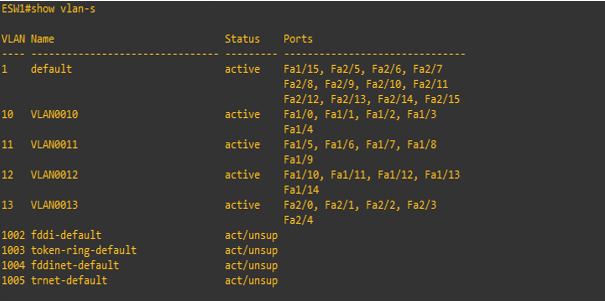 ESW1#show vlan-s
VLAN Name                             Status    Ports
---- -------------------------------- --------- -------------------------------
1    default                          active    Fa1/15, Fa2/5, Fa2/6, Fa2/7
                                                Fa2/8, Fa2/9, Fa2/10, Fa2/11
                                                Fa2/12, Fa2/13, Fa2/14, Fa2/15
10   VLAN0010                         active    Fa1/0, Fa1/1, Fa1/2, Fa1/3
                                                Fa1/4
11   VLAN0011                         active    Fa1/5, Fa1/6, Fa1/7, Fa1/8
                                                Fa1/9
12   VLAN0012                         active    Fa1/10, Fa1/11, Fa1/12, Fa1/13
                                                Fa1/14
13   VLAN0013                         active    Fa2/0, Fa2/1, Fa2/2, Fa2/3
                                                Fa2/4
1002 fddi-default                     act/unsup
1003 token-ring-default               act/unsup
1004 fddinet-default                  act/unsup
1005 trnet-default                    act/unsup